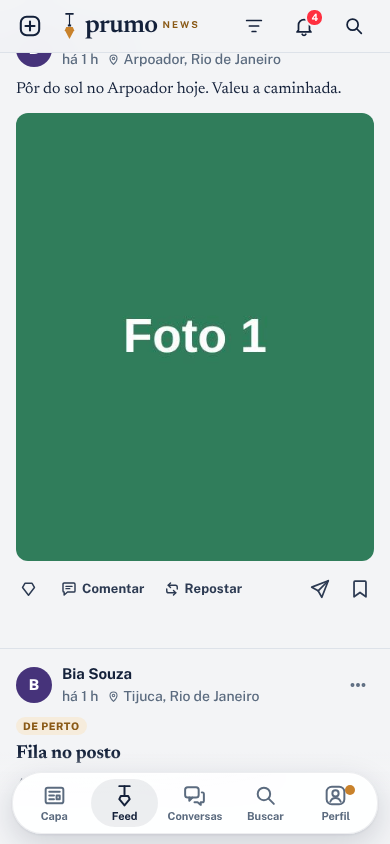 prumo NEWS
4
B
há 1 h Arpoador, Rio de Janeiro
Pôr do sol no Arpoador hoje. Valeu a caminhada.
Foto 1
Comentar Repostar
B
Bia Souza
há 1 h Tijuca, Rio de Janeiro
DE PERTO
Fila no posto
Capa Feed Conversas Buscar Perfil